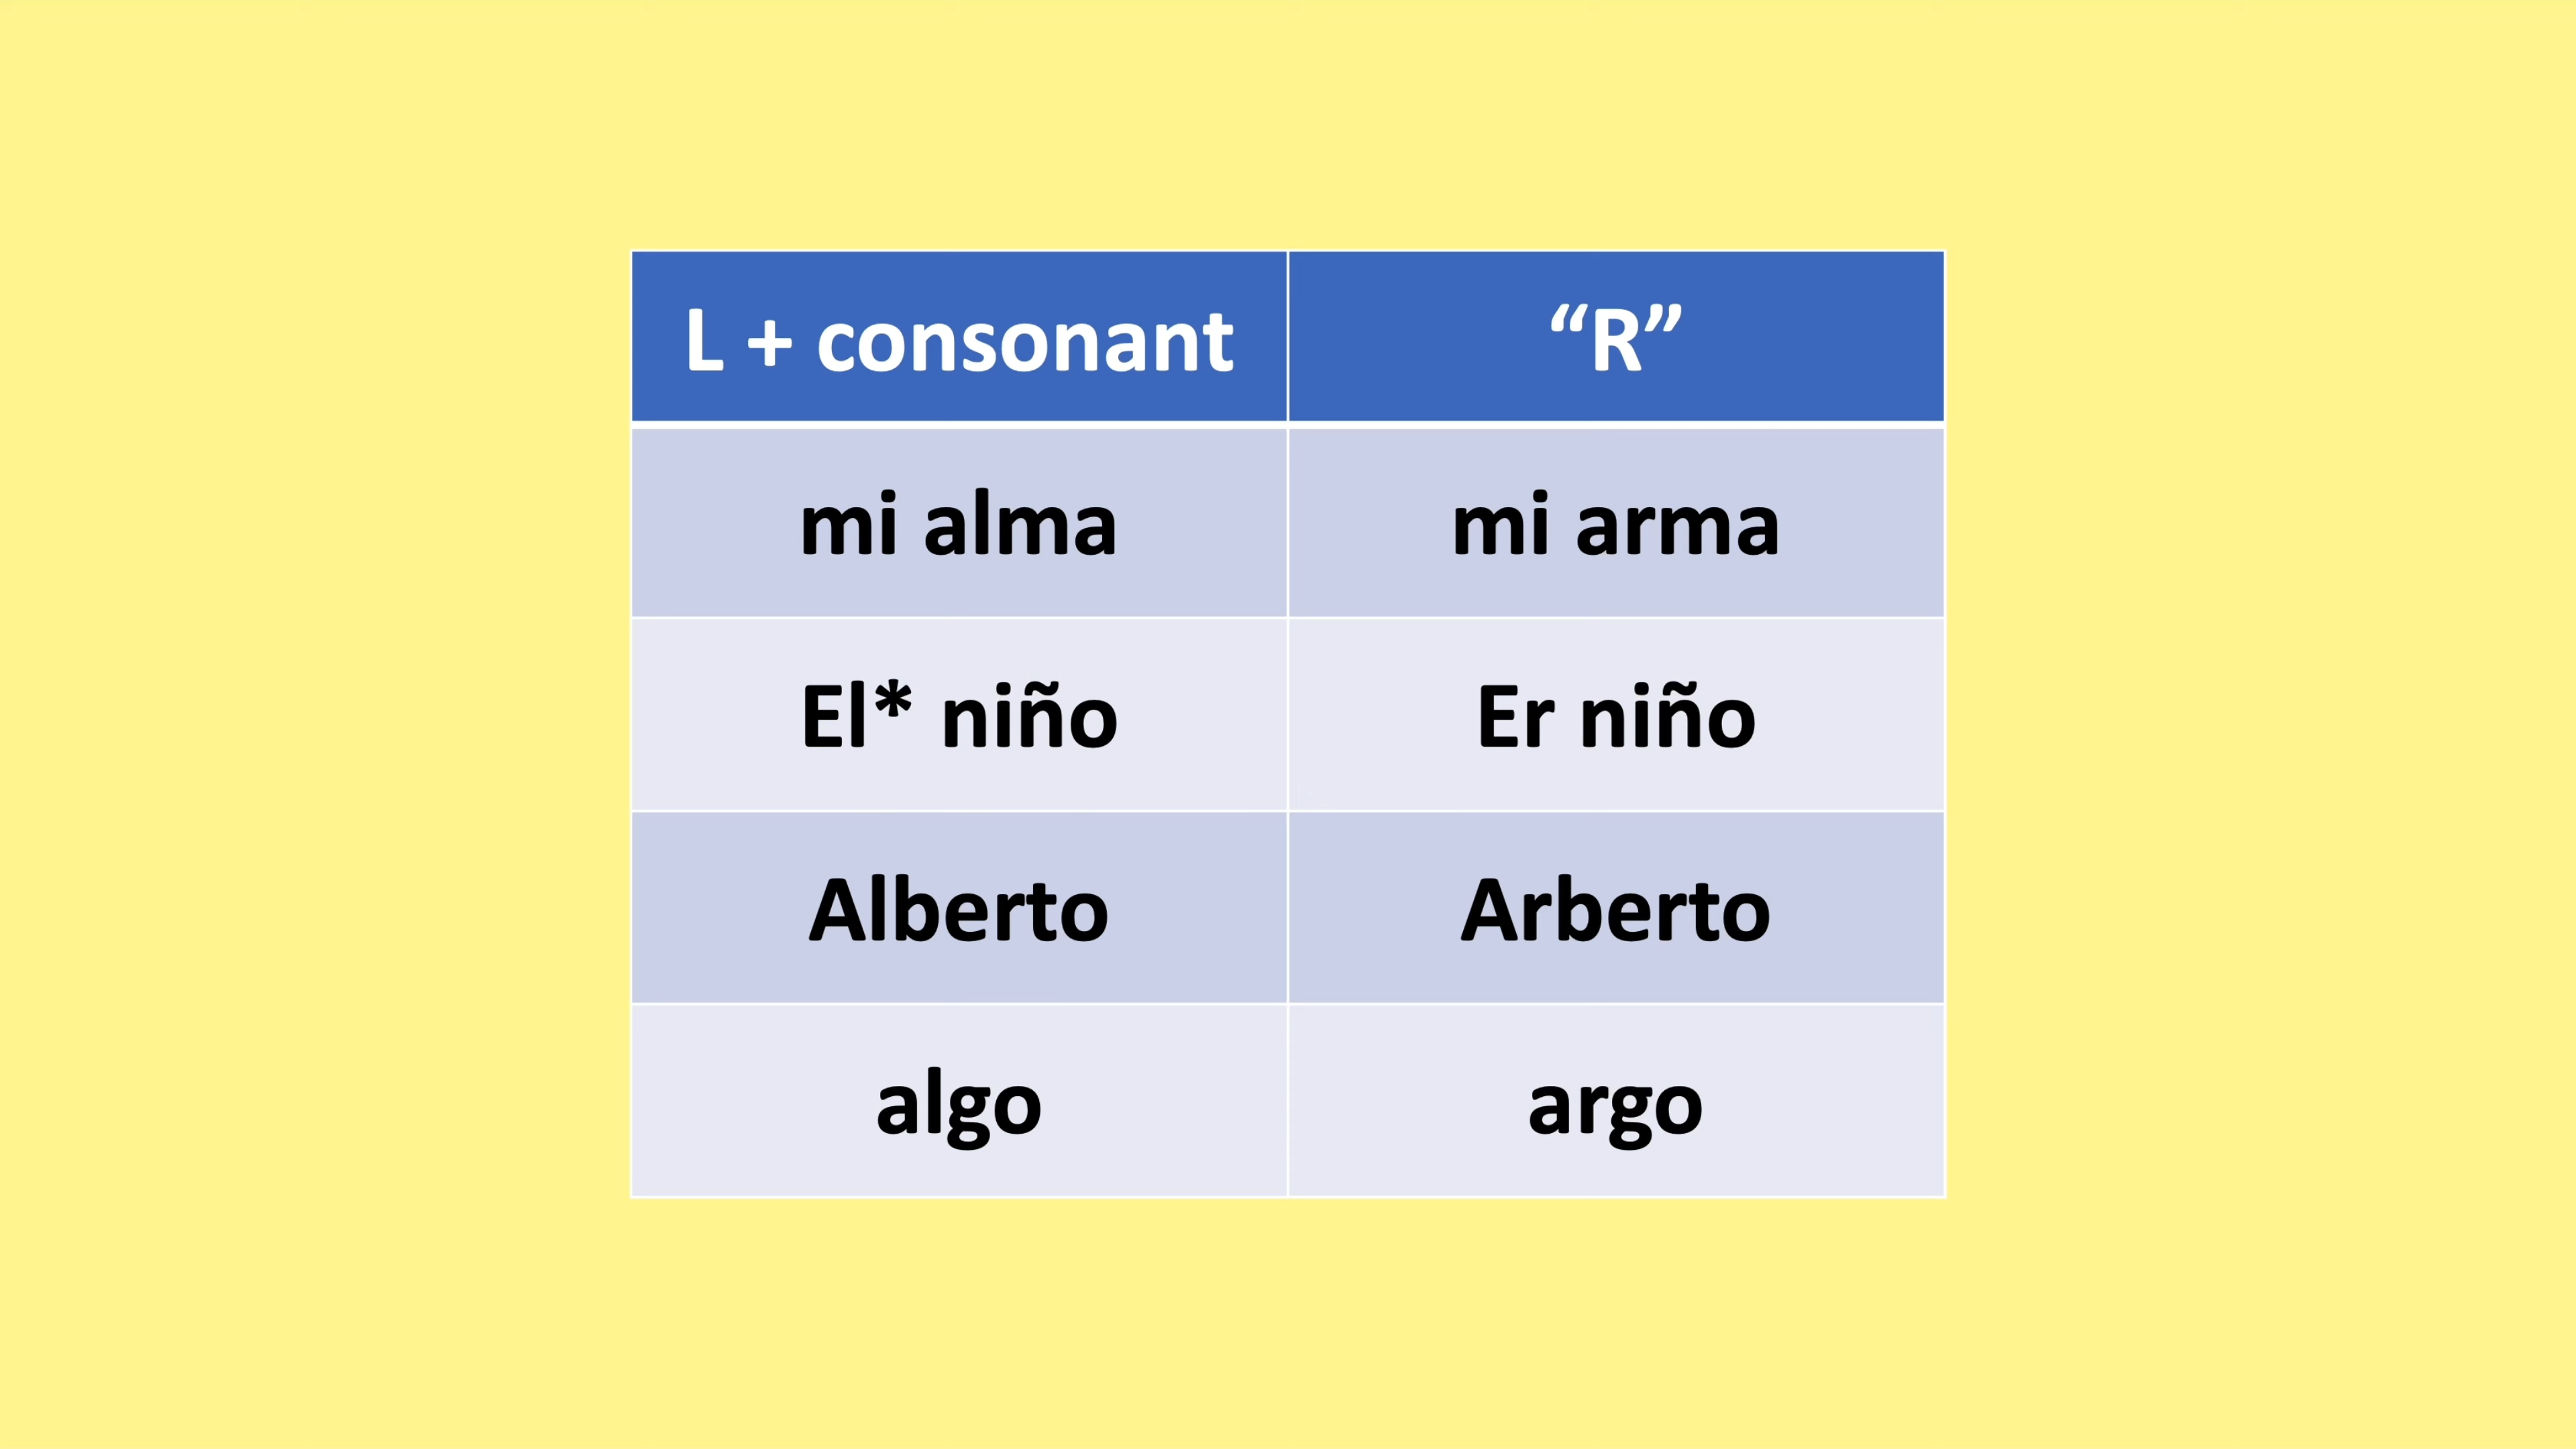 L + consonant
“R”
mi alma
mi arma
El* niño
Er niño
Alberto
Arberto
algo
argo